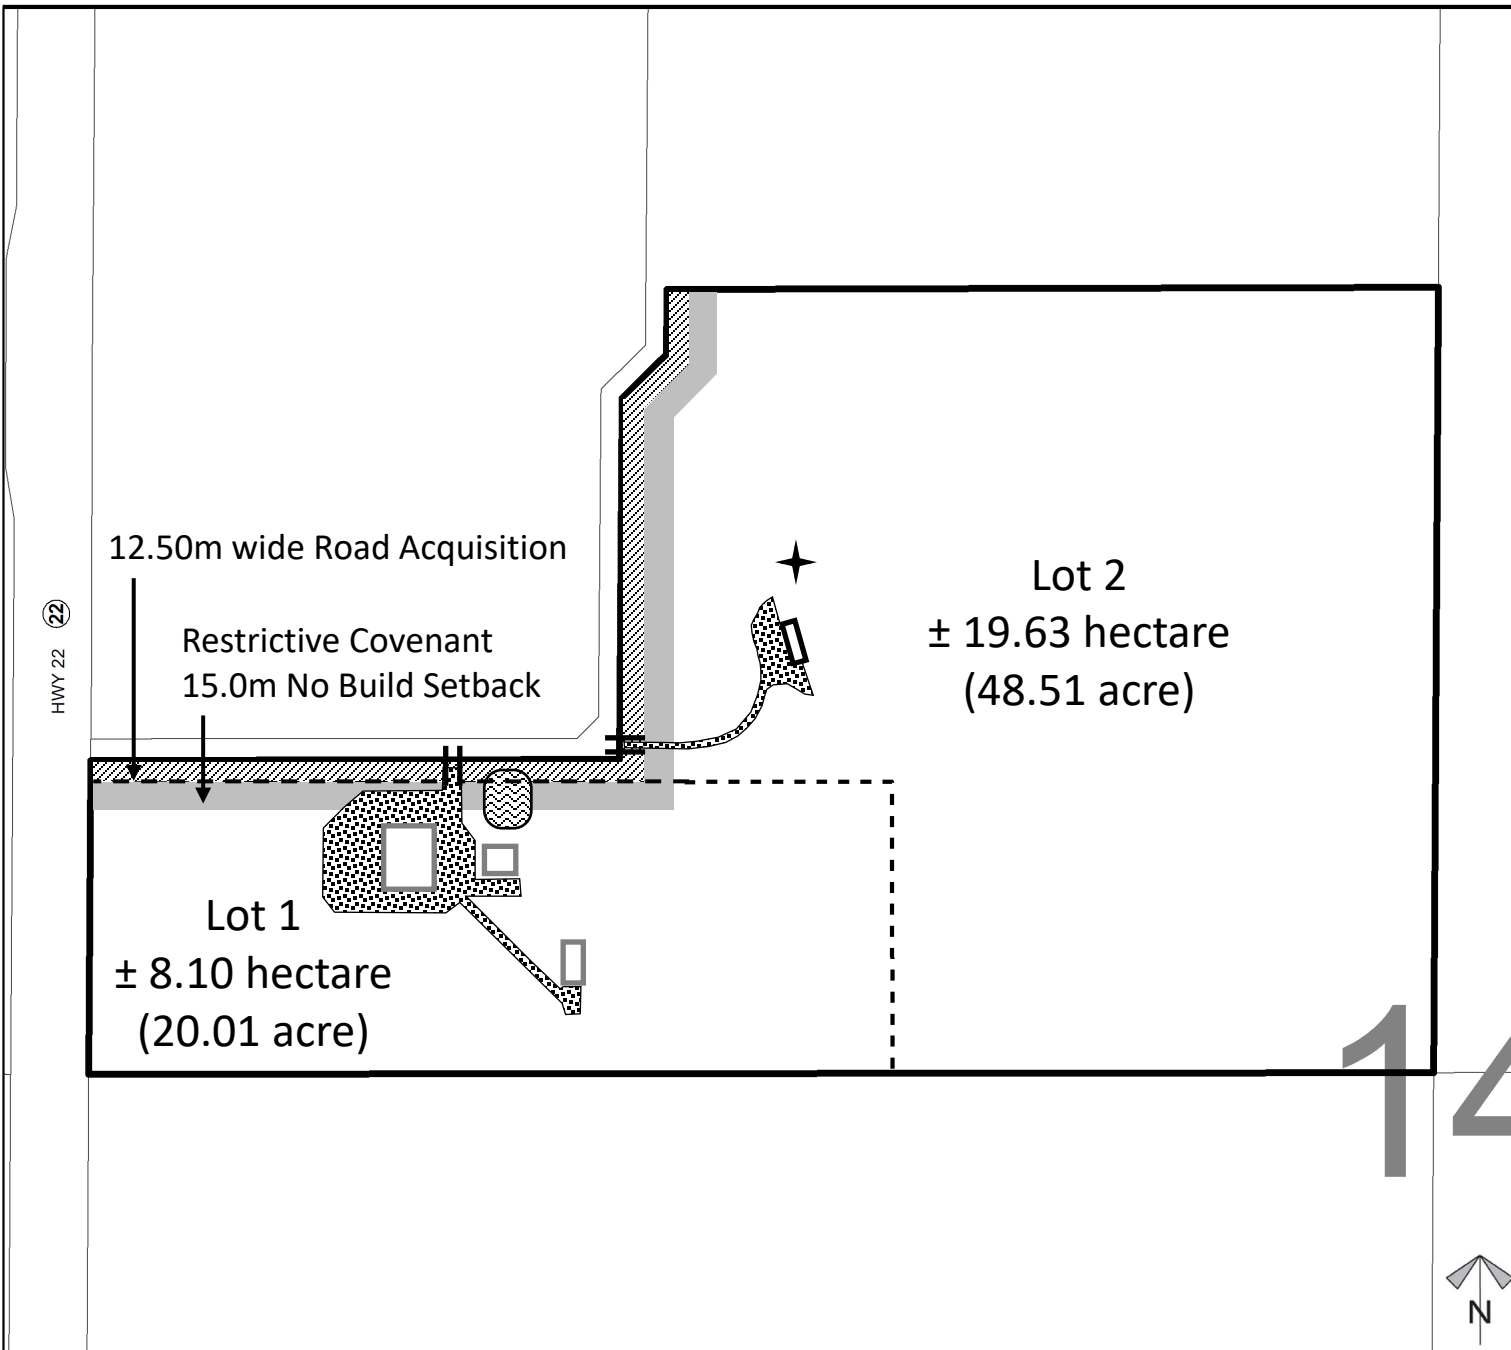 12.50m wide Road Acquisition
Restrictive Covenant
15.0m No Build Setback
HWY 22 22
Lot 2
± 19.63 hectare
(48.51 acre)
Lot 1
± 8.10 hectare
(20.01 acre)
14
N